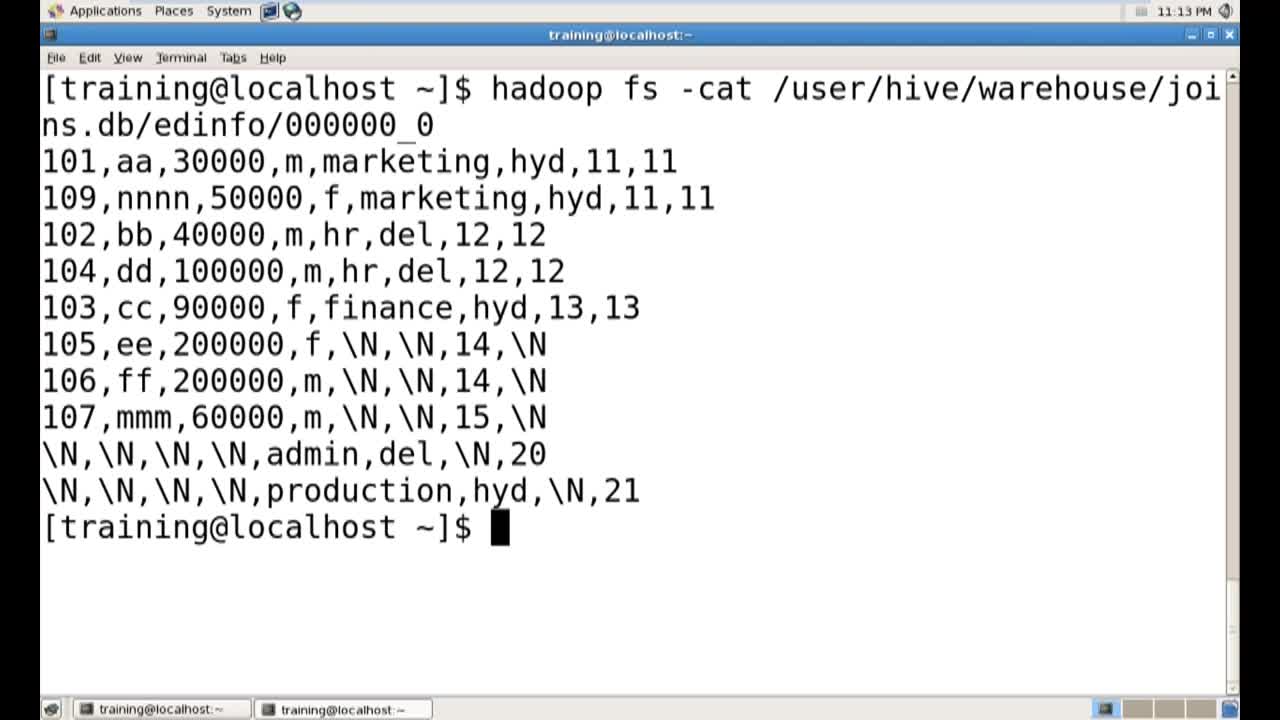 Applications Places System 11:13 PM
training@localhost:~
File Edit View Terminal Tabs Help
[training@localhost ~]$ hadoop fs -cat /user/hive/warehouse/joi
ns.db/edinfo/000000_0
101,aa,30000,m,marketing,hyd,11,11
109,nnnn,50000,f,marketing,hyd,11,11
102,bb,40000,m,hr,del,12,12
104,dd,100000,m,hr,del,12,12
103,cc,90000,f,finance,hyd,13,13
105,ee,200000,f,\N,\N,14,\N
106,ff,200000,m,\N,\N,14,\N
107,mmm,60000,m,\N,\N,15,\N
\N,\N,\N,\N,admin,del,\N,20
\N,\N,\N,\N,production,hyd,\N,21
[training@localhost ~]$
training@localhost:~ training@localhost:~